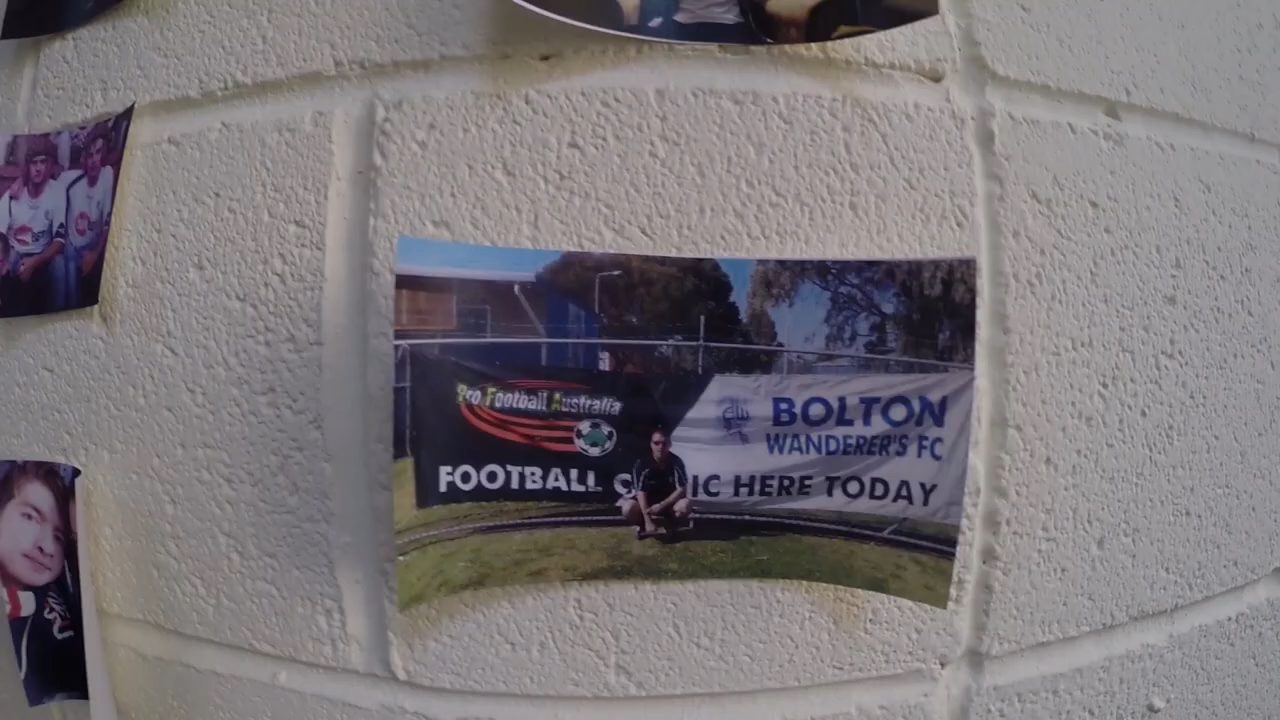 Pro Football Australia
BOLTON
WANDERER'S FC
FOOTBALL C IC HERE TODAY